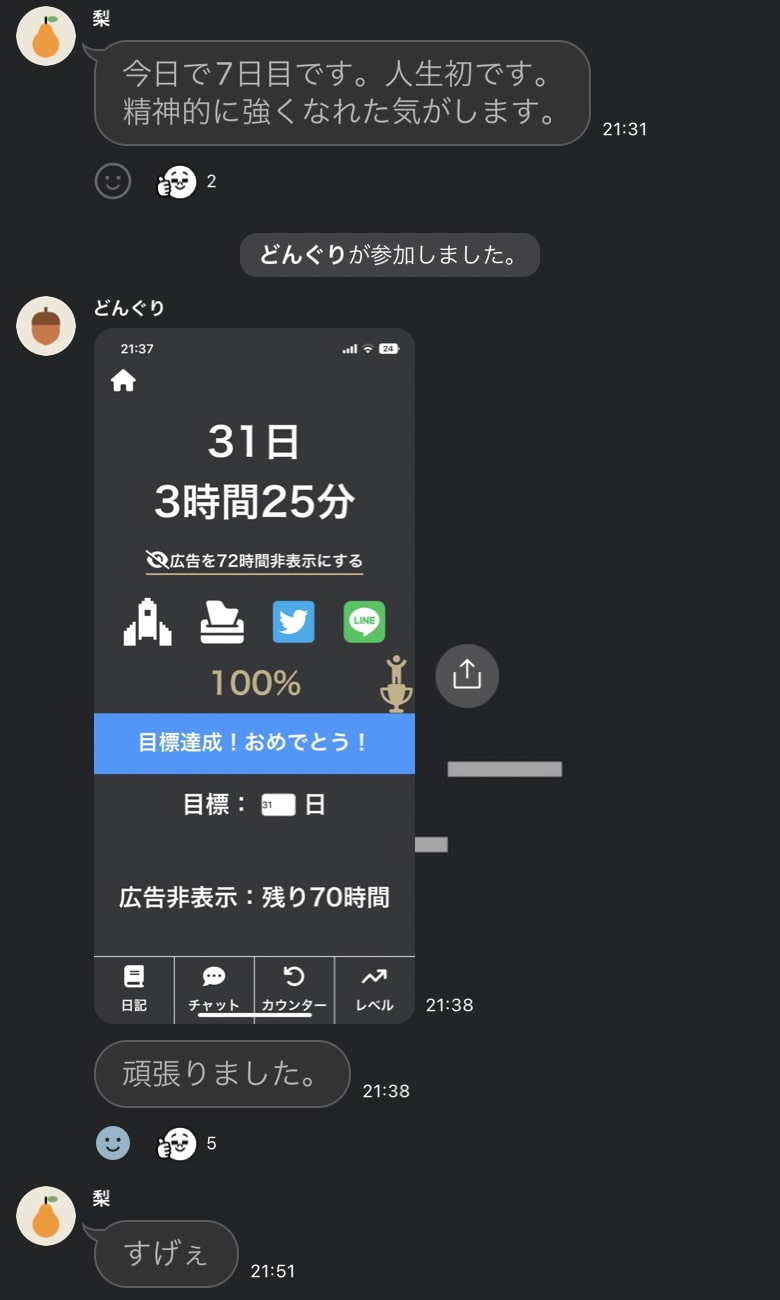 梨
今日で7日目です。人生初です。
精神的に強くなれた気がします。
21:31
2
どんぐりが参加しました。
どんぐり
21:37
24
31日
3時間25分
広告を72時間非表示にする
LINE
100%
目標達成！おめでとう！
目標： 31 日
広告非表示：残り70時間
日記 チャット カウンター レベル
21:38
頑張りました。
21:38
5
梨
すげぇ
21:51